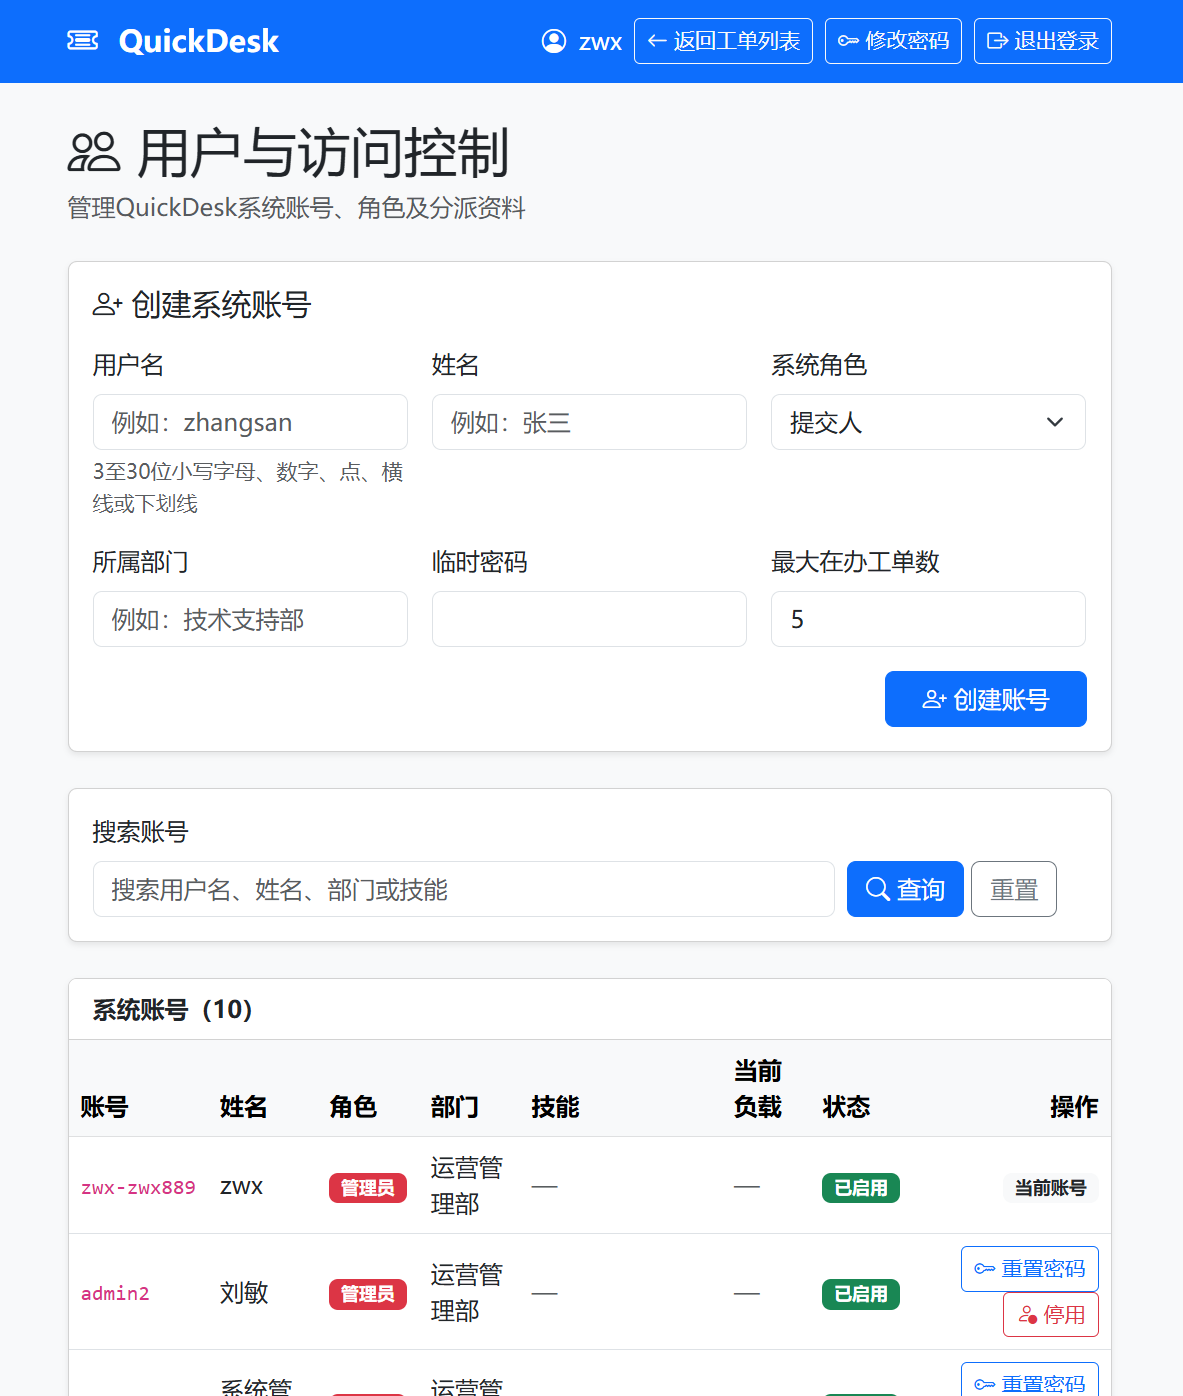 QuickDesk
zwx
返回工单列表
修改密码
退出登录
用户与访问控制
管理QuickDesk系统账号、角色及分派资料
创建系统账号
用户名
姓名
系统角色
例如：zhangsan
例如：张三
提交人
3至30位小写字母、数字、点、横
线或下划线
所属部门
临时密码
最大在办工单数
例如：技术支持部
5
创建账号
搜索账号
搜索用户名、姓名、部门或技能
查询
重置
系统账号（10）
账号
姓名
角色
部门
技能
当前
负载
状态
操作
zwx-zwx889
zwx
管理员
运营管
理部
—
—
已启用
当前账号
admin2
刘敏
管理员
运营管
理部
—
—
已启用
重置密码
停用
系统管
运营管
重置密码